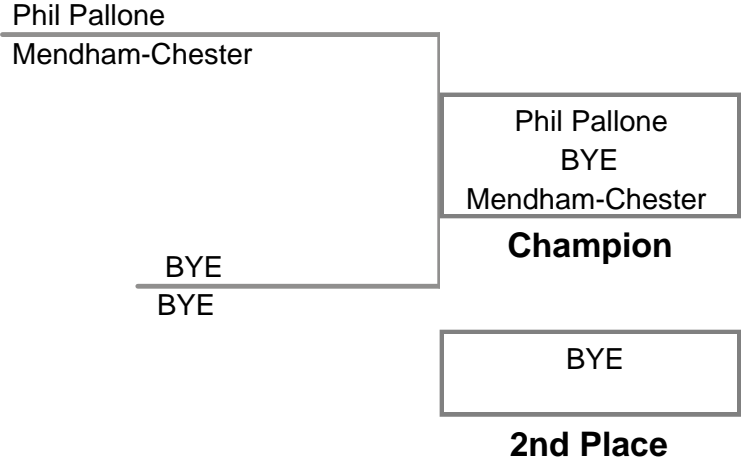 Phil Pallone
Mendham-Chester
Phil Pallone
BYE
Mendham-Chester
Champion
BYE
BYE
BYE
2nd Place